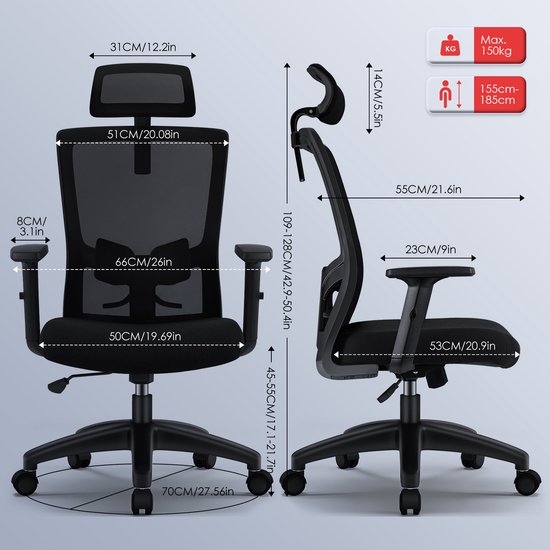 31CM/12.2in
Max.
150kg
KG
14CM/5.5in
155cm-
185cm
51CM/20.08in
55CM/21.6in
8CM/
3.1in
109-128CM/42.9-50.4in
23CM/9in
66CM/26in
50CM/19.69in
53CM/20.9in
45-55CM/17.1-21.7in
70CM/27.56in